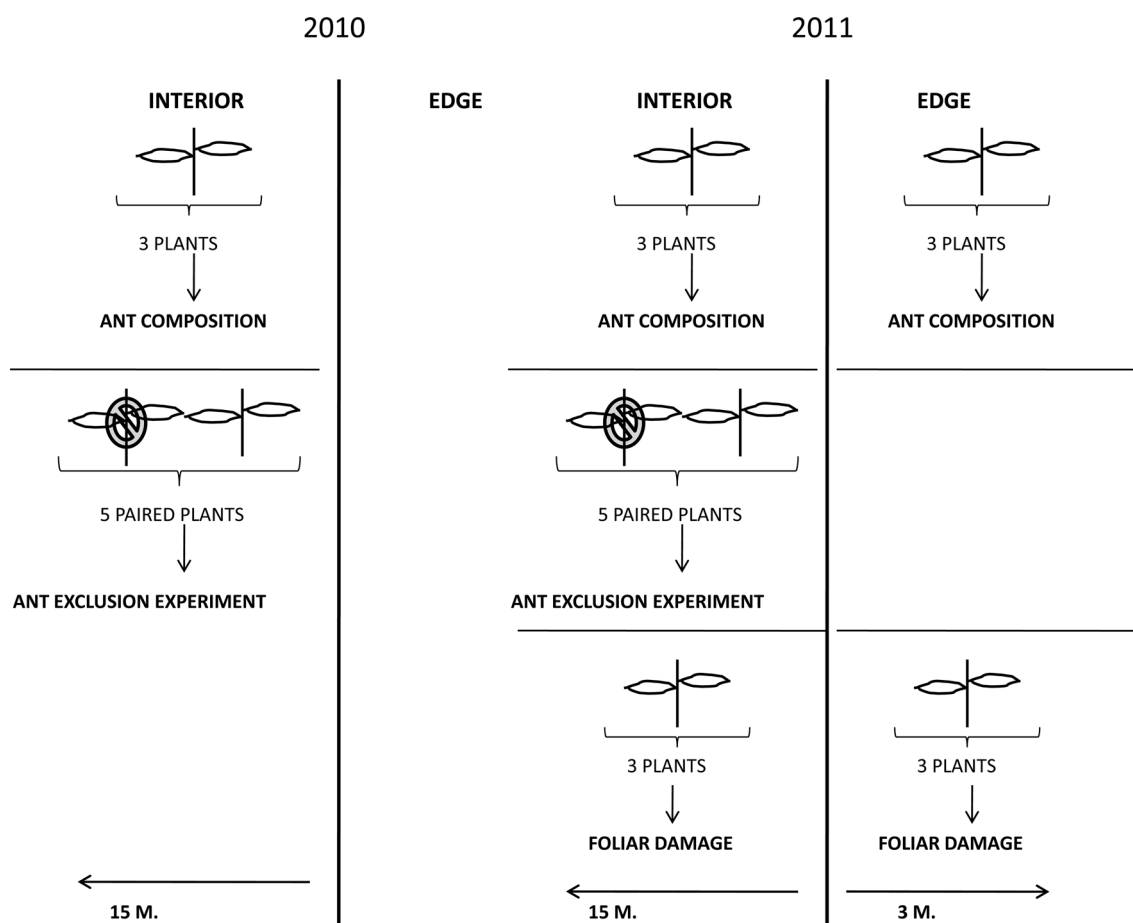 2010
2011
INTERIOR
EDGE
INTERIOR
EDGE
3 PLANTS
3 PLANTS
3 PLANTS
ANT COMPOSITION
ANT COMPOSITION
ANT COMPOSITION
5 PAIRED PLANTS
5 PAIRED PLANTS
ANT EXCLUSION EXPERIMENT
ANT EXCLUSION EXPERIMENT
3 PLANTS
3 PLANTS
FOLIAR DAMAGE
FOLIAR DAMAGE
15 M.
15 M.
3 M.